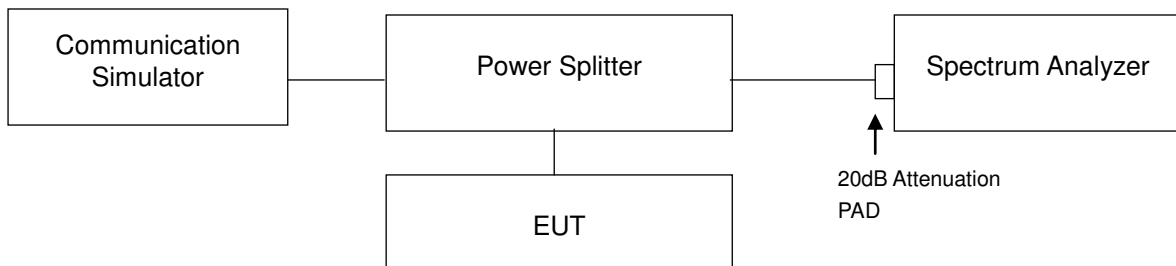 Communication
Simulator
Power Splitter
Spectrum Analyzer
20dB Attenuation
PAD
EUT